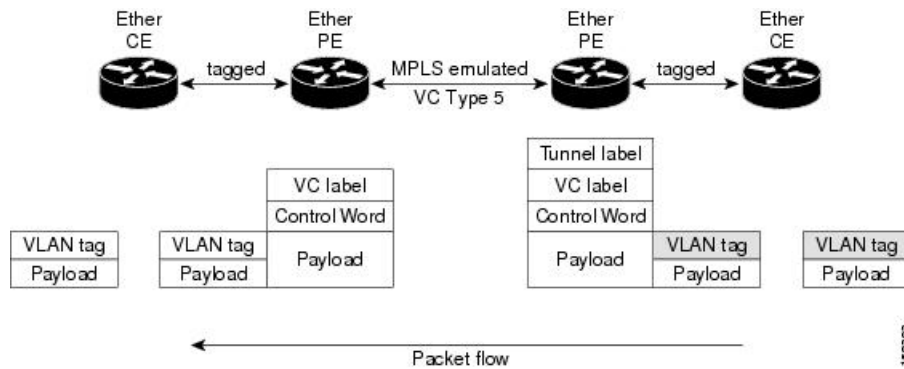 Ether CE
Ether PE
Ether PE
Ether CE
tagged
MPLS emulated
VC Type 5
tagged
Tunnel label
VC label
VC label
Control Word
Control Word
VLAN tag
VLAN tag
Payload
Payload
VLAN tag
VLAN tag
Payload
Payload
Payload
Payload
Packet flow